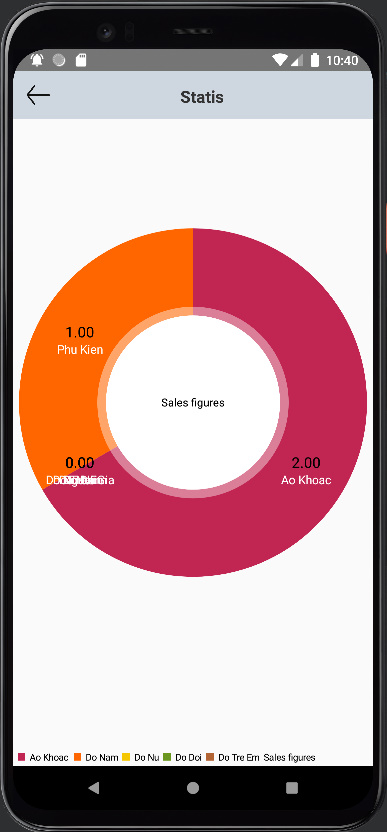 10:40
Statis
1.00
Phu Kien
Sales figures
0.00
2.00
Ao Khoac
Ao Khoac Do Nam Do Nu Do Doi Do Tre Em Sales figures